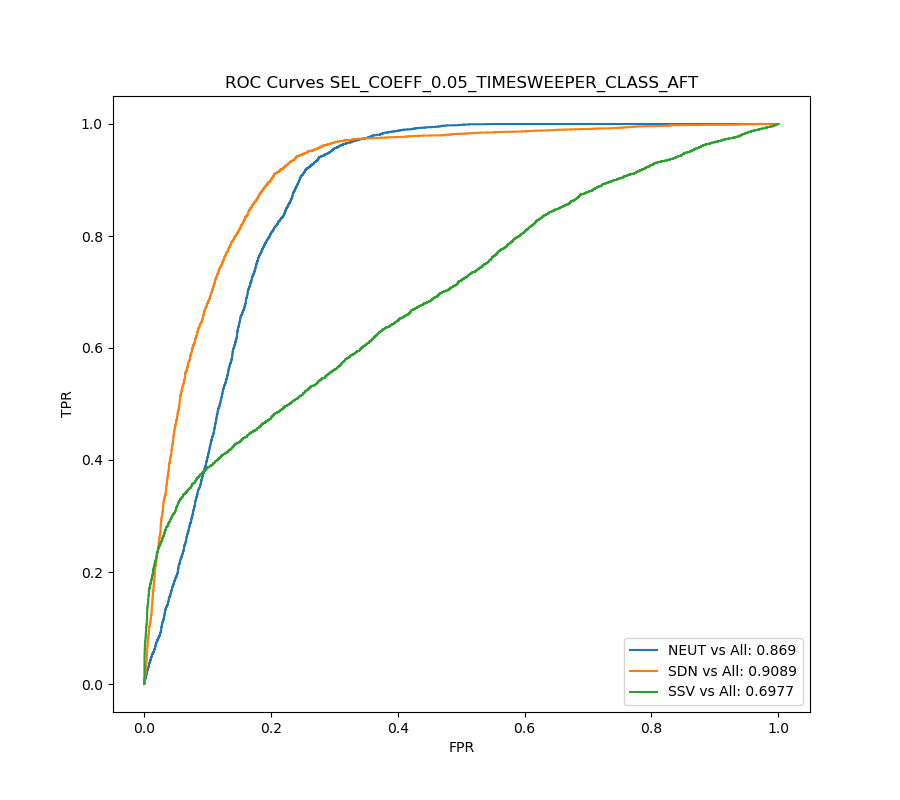 ROC Curves SEL_COEFF_0.05_TIMESWEEPER_CLASS_AFT
1.0
0.8
0.6
0.4
0.2
0.0
TPR
NEUT vs All: 0.869
SDN vs All: 0.9089
SSV vs All: 0.6977
0.0 0.2 0.4 0.6 0.8 1.0
FPR